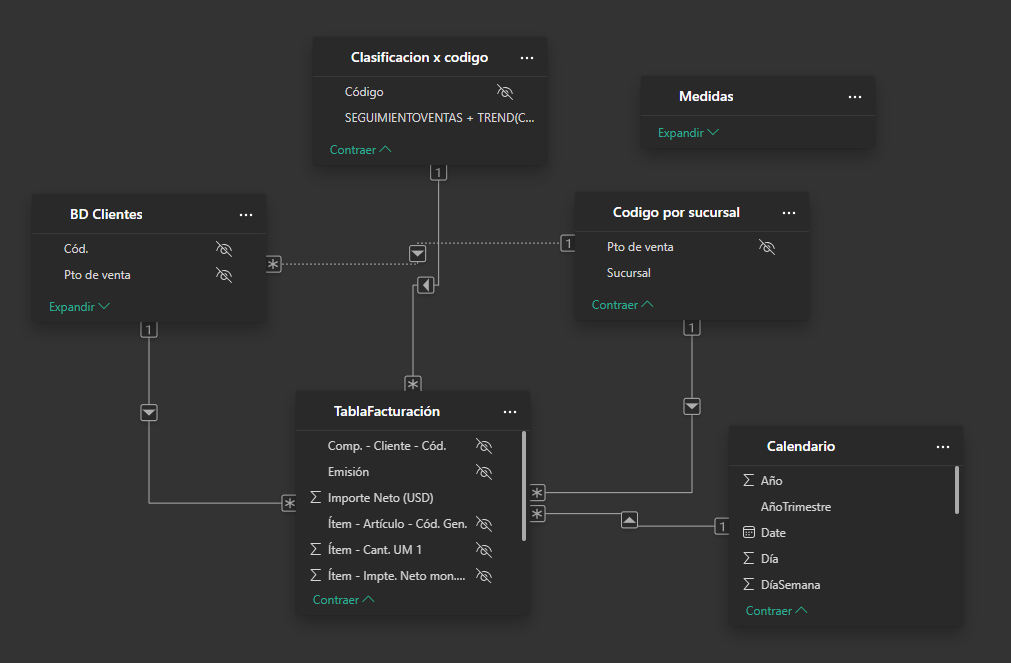 Clasificacion x codigo
Código
SEGUIMIENTOVENTAS + TREND(C...
Contraer
1
Medidas
Expandir
BD Clientes
Cód.
Pto de venta
Expandir
1
*
Codigo por sucursal
Pto de venta
Sucursal
Contraer
1
1
*
TablaFacturación
Comp. - Cliente - Cód.
Emisión
Σ Importe Neto (USD)
Ítem - Artículo - Cód. Gen.
Σ Ítem - Cant. UM 1
Σ Ítem - Impte. Neto mon....
Contraer
*
*
*
1
Calendario
Σ Año
AñoTrimestre
Date
Σ Día
Σ DíaSemana
Contraer